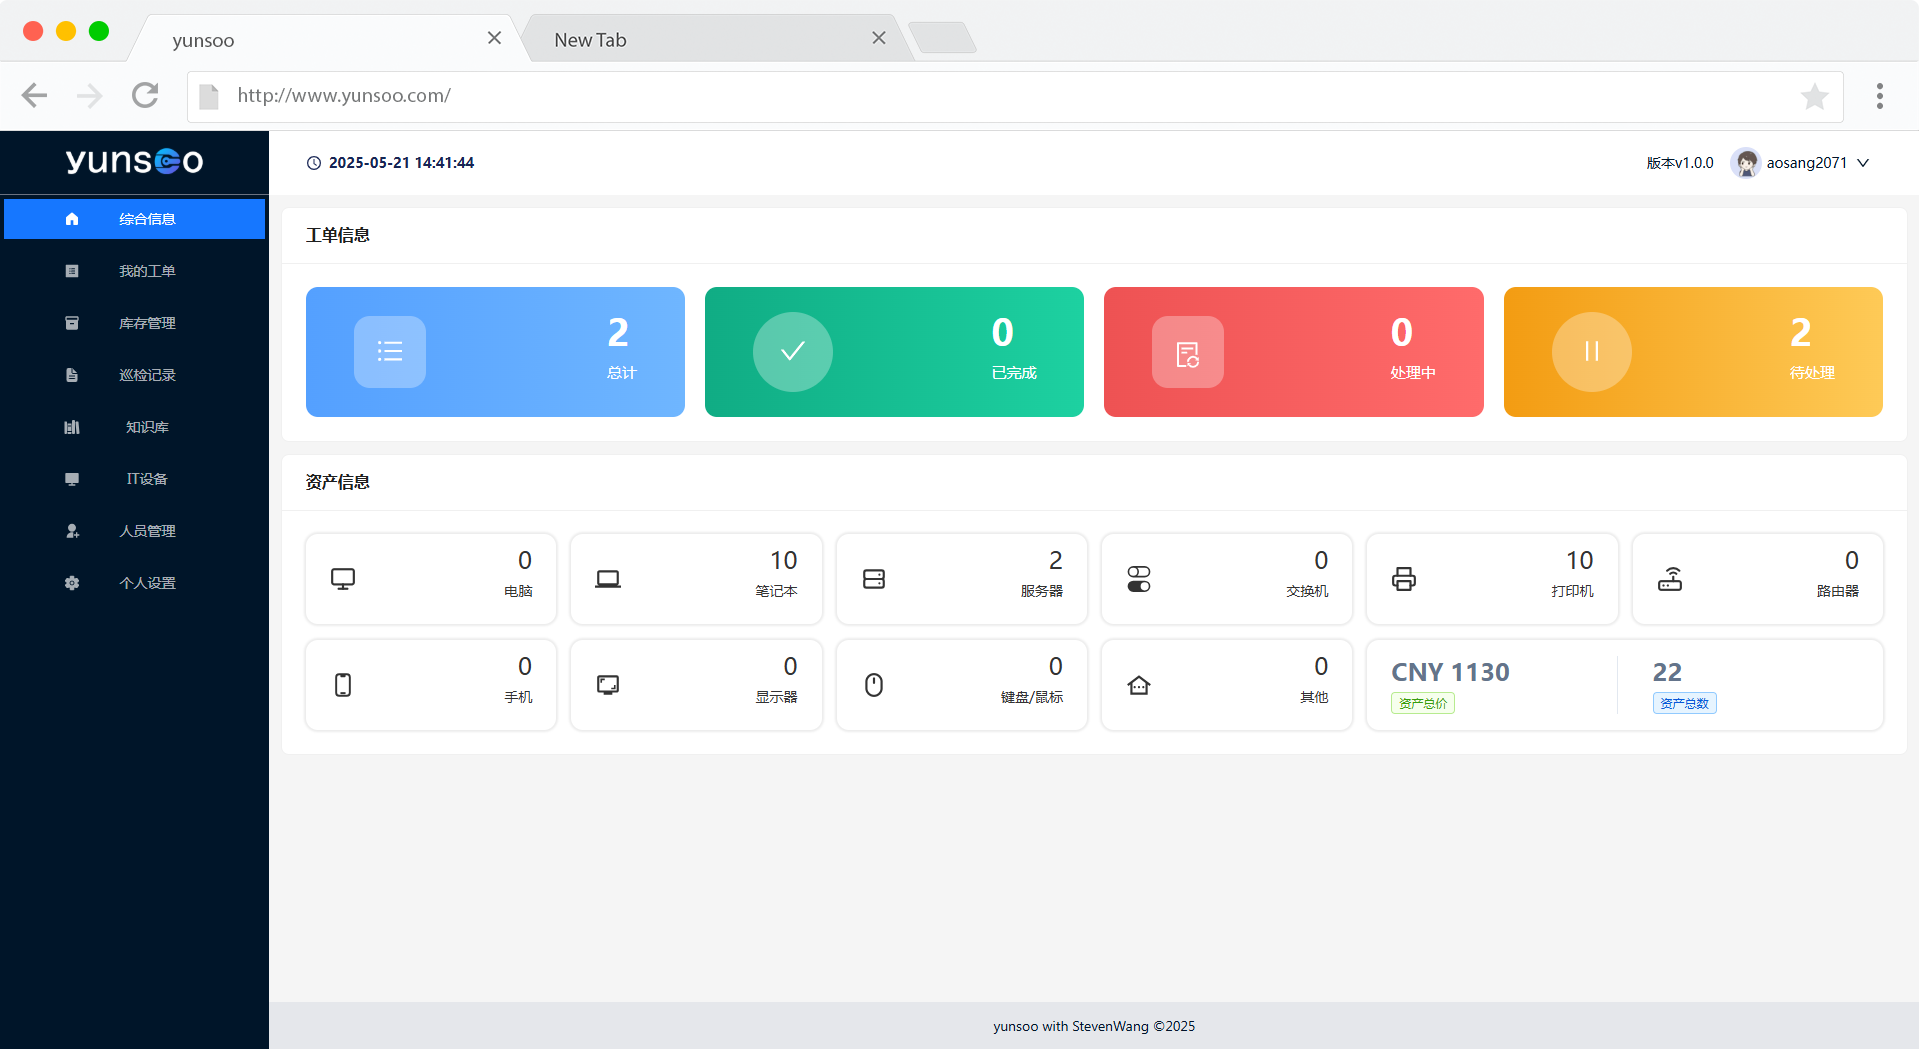 yunsoo
New Tab
http://www.yunsoo.com/
yunsoo
2025-05-21 14:41:44
版本v1.0.0
aosang2071
综合信息
我的工单
库存管理
巡检记录
知识库
IT设备
人员管理
个人设置
工单信息
2
总计
0
已完成
0
处理中
2
待处理
资产信息
0
电脑
10
笔记本
2
服务器
0
交换机
10
打印机
0
路由器
0
手机
0
显示器
0
键盘/鼠标
0
其他
CNY 1130
资产总价
22
资产总数
yunsoo with StevenWang ©2025